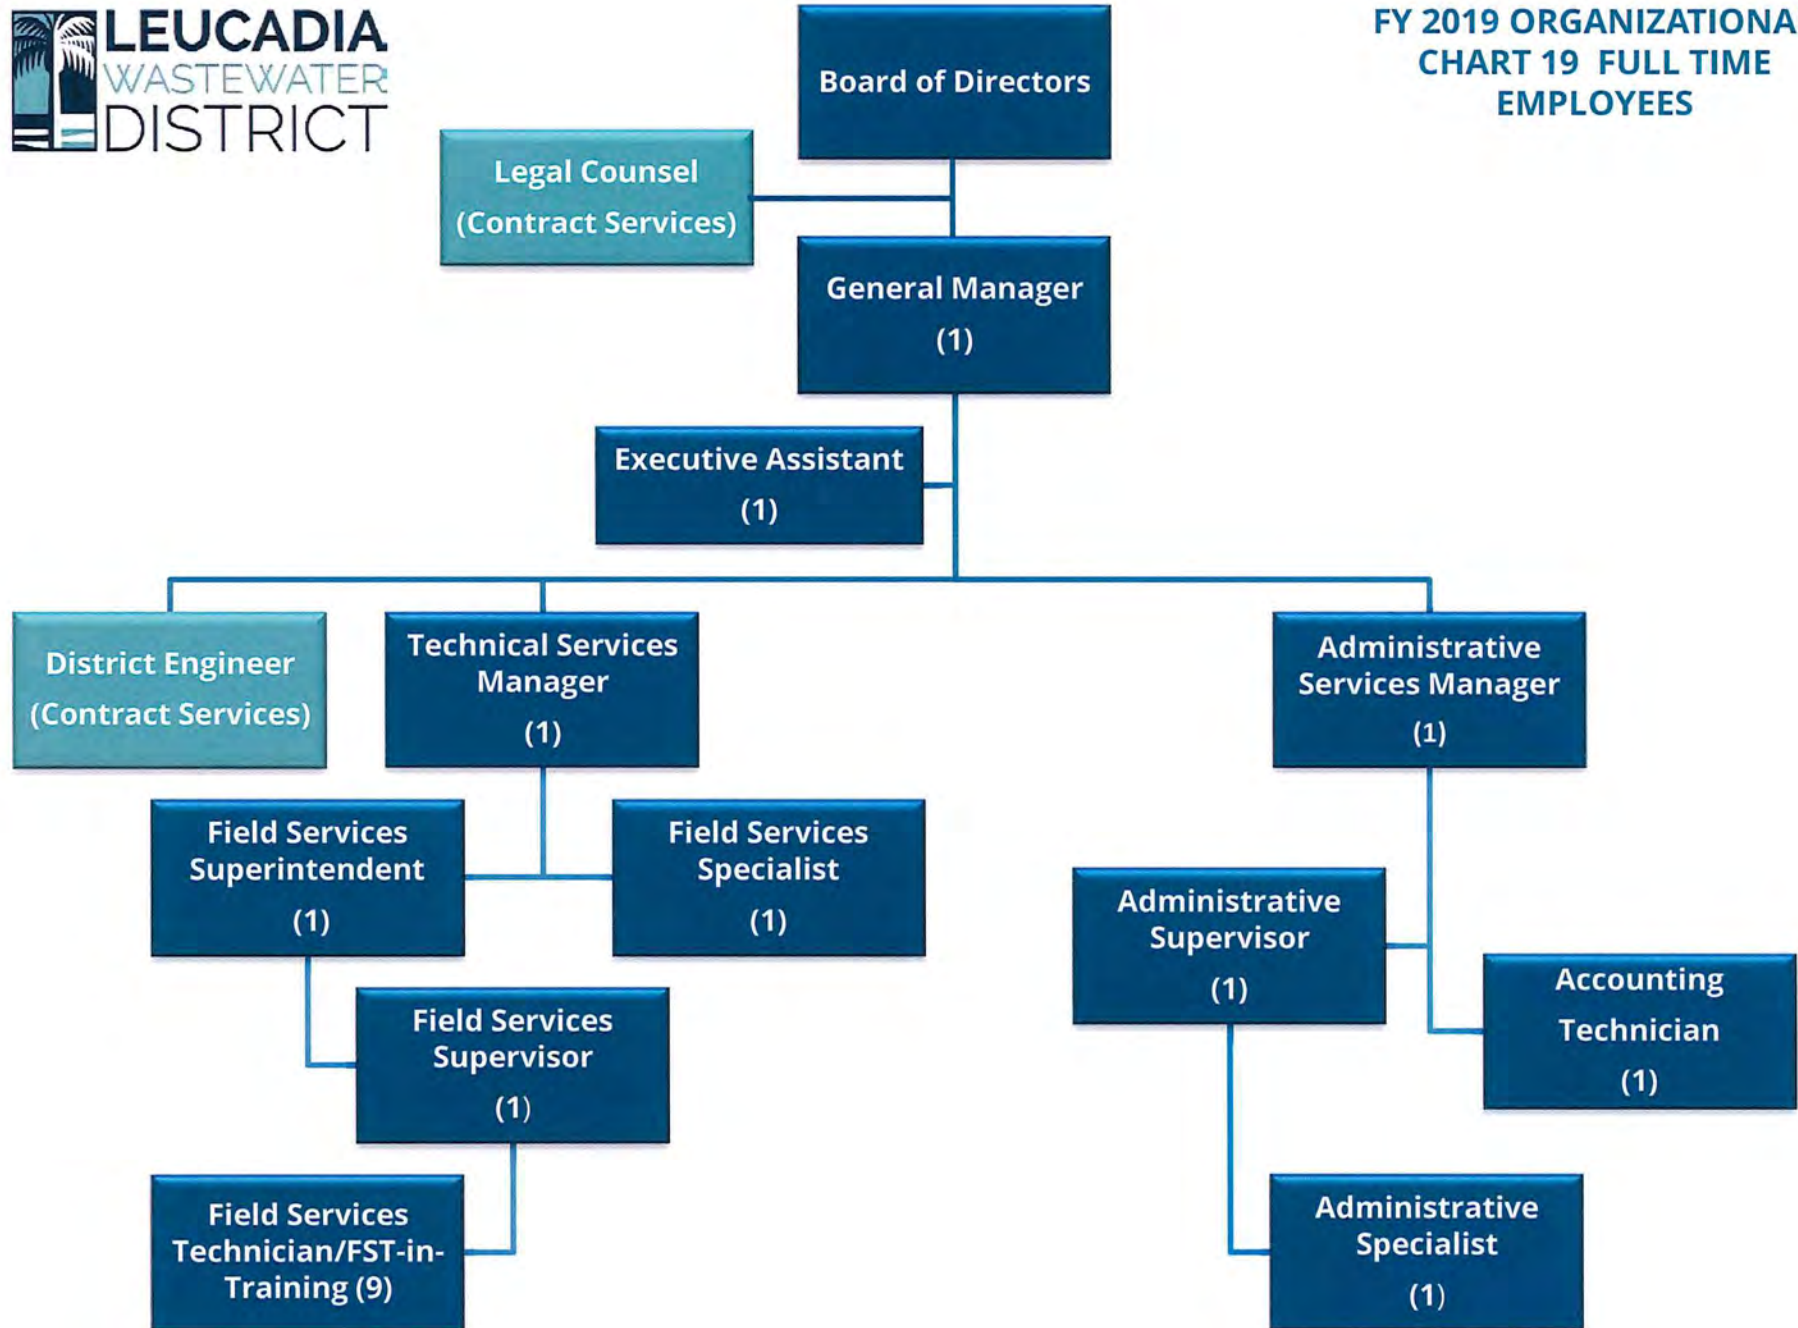 LEUCADIA
WASTEWATER
DISTRICT
FY 2019 ORGANIZATIONA
CHART 19 FULL TIME
EMPLOYEES
Board of Directors
Legal Counsel
(Contract Services)
General Manager
(1)
Executive Assistant
(1)
District Engineer
(Contract Services)
Technical Services
Manager
(1)
Administrative
Services Manager
(1)
Field Services
Superintendent
(1)
Field Services
Specialist
(1)
Administrative
Supervisor
(1)
Accounting
Technician
(1)
Field Services
Supervisor
(1)
Field Services
Technician/FST-in-
Training (9)
Administrative
Specialist
(1)